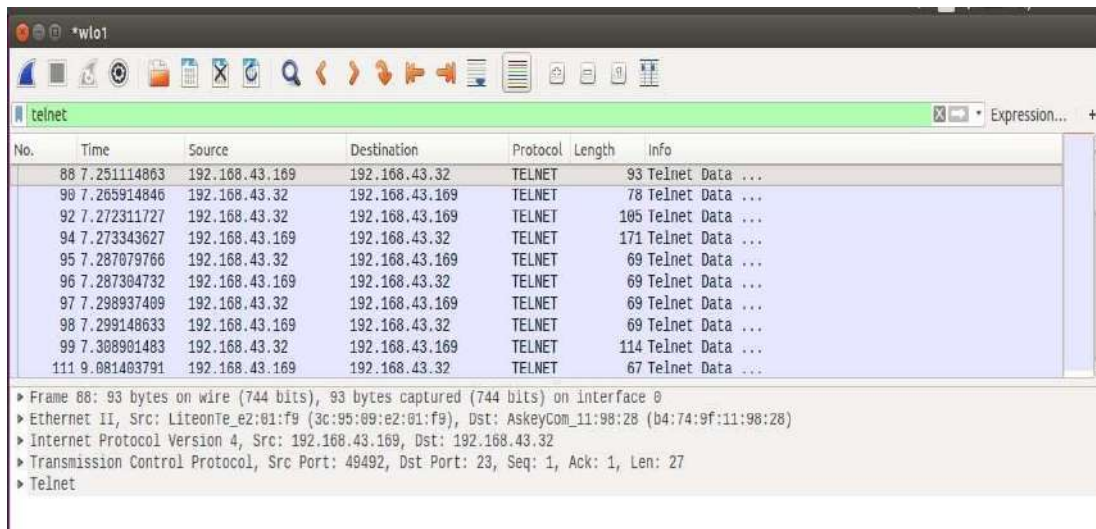 *wlo1
telnet Expression... +
No. Time Source Destination Protocol Length Info
88 7.251114863 192.168.43.169 192.168.43.32 TELNET 93 Telnet Data ...
90 7.265914846 192.168.43.32 192.168.43.169 TELNET 78 Telnet Data ...
92 7.272311727 192.168.43.32 192.168.43.169 TELNET 105 Telnet Data ...
94 7.273343627 192.168.43.169 192.168.43.32 TELNET 171 Telnet Data ...
95 7.287079766 192.168.43.32 192.168.43.169 TELNET 69 Telnet Data ...
96 7.287304732 192.168.43.169 192.168.43.32 TELNET 69 Telnet Data ...
97 7.298937409 192.168.43.32 192.168.43.169 TELNET 69 Telnet Data ...
98 7.299148633 192.168.43.169 192.168.43.32 TELNET 69 Telnet Data ...
99 7.308901483 192.168.43.32 192.168.43.169 TELNET 114 Telnet Data ...
111 9.081403791 192.168.43.169 192.168.43.32 TELNET 67 Telnet Data ...
Frame 88: 93 bytes on wire (744 bits), 93 bytes captured (744 bits) on interface 0
Ethernet II, Src: LiteonTe_e2:01:f9 (3c:95:09:e2:01:f9), Dst: AskeyCom_11:98:28 (b4:74:9f:11:98:28)
Internet Protocol Version 4, Src: 192.168.43.169, Dst: 192.168.43.32
Transmission Control Protocol, Src Port: 49492, Dst Port: 23, Seq: 1, Ack: 1, Len: 27
Telnet